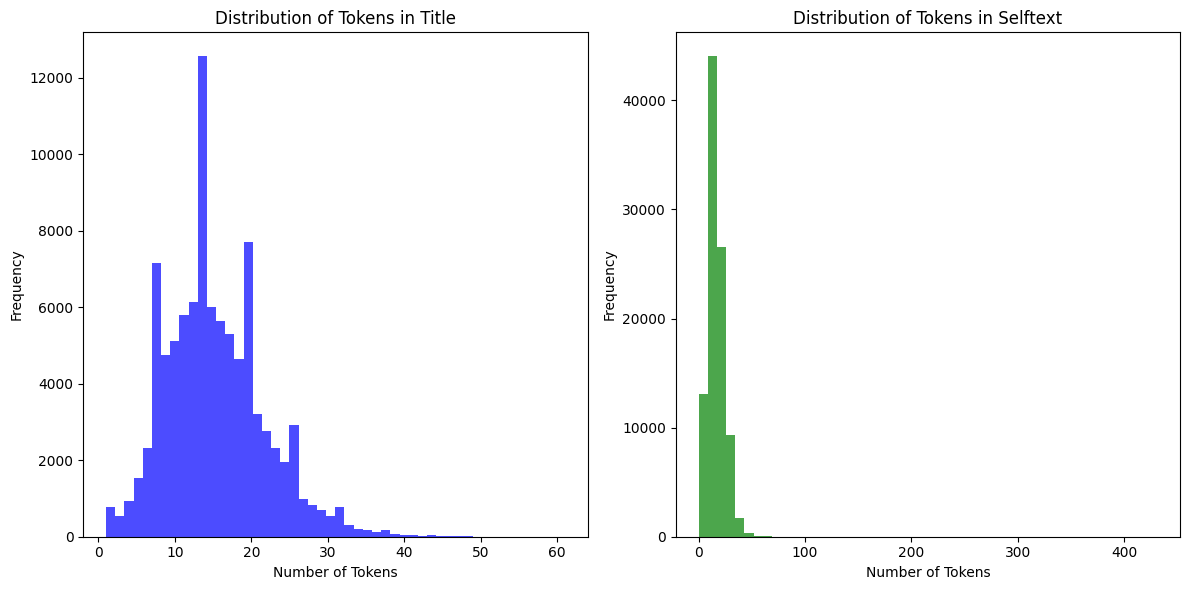 Distribution of Tokens in Title
Frequency
12000
10000
8000
6000
4000
2000
0
0 10 20 30 40 50 60
Number of Tokens
Distribution of Tokens in Selftext
Frequency
40000
30000
20000
10000
0
0 100 200 300 400
Number of Tokens